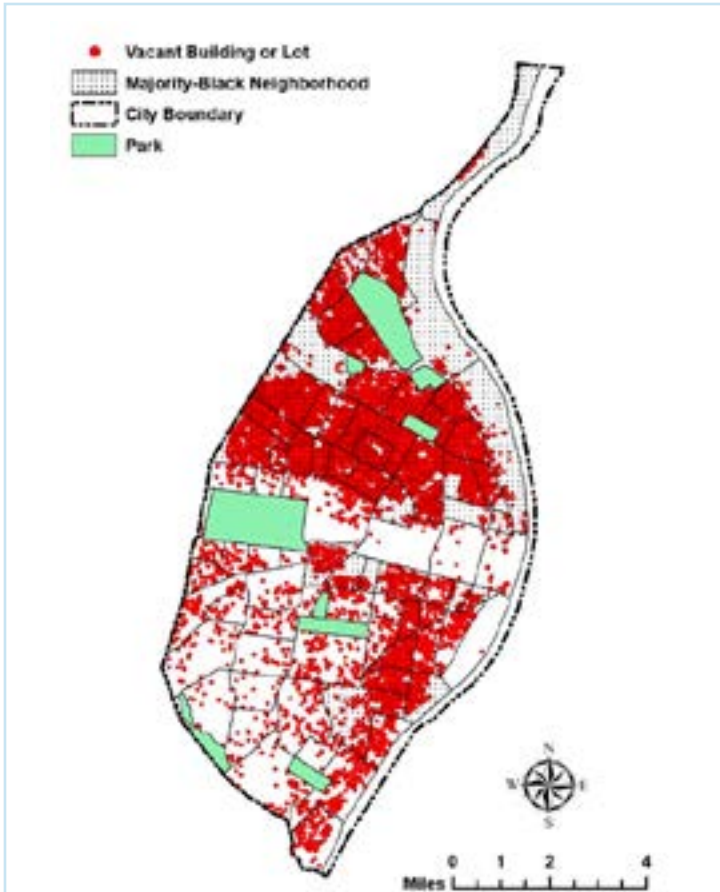 Vacant Building or Lot
Majority-Black Neighborhood
City Boundary
Park
N
W E
S
0 1 2 4
Miles